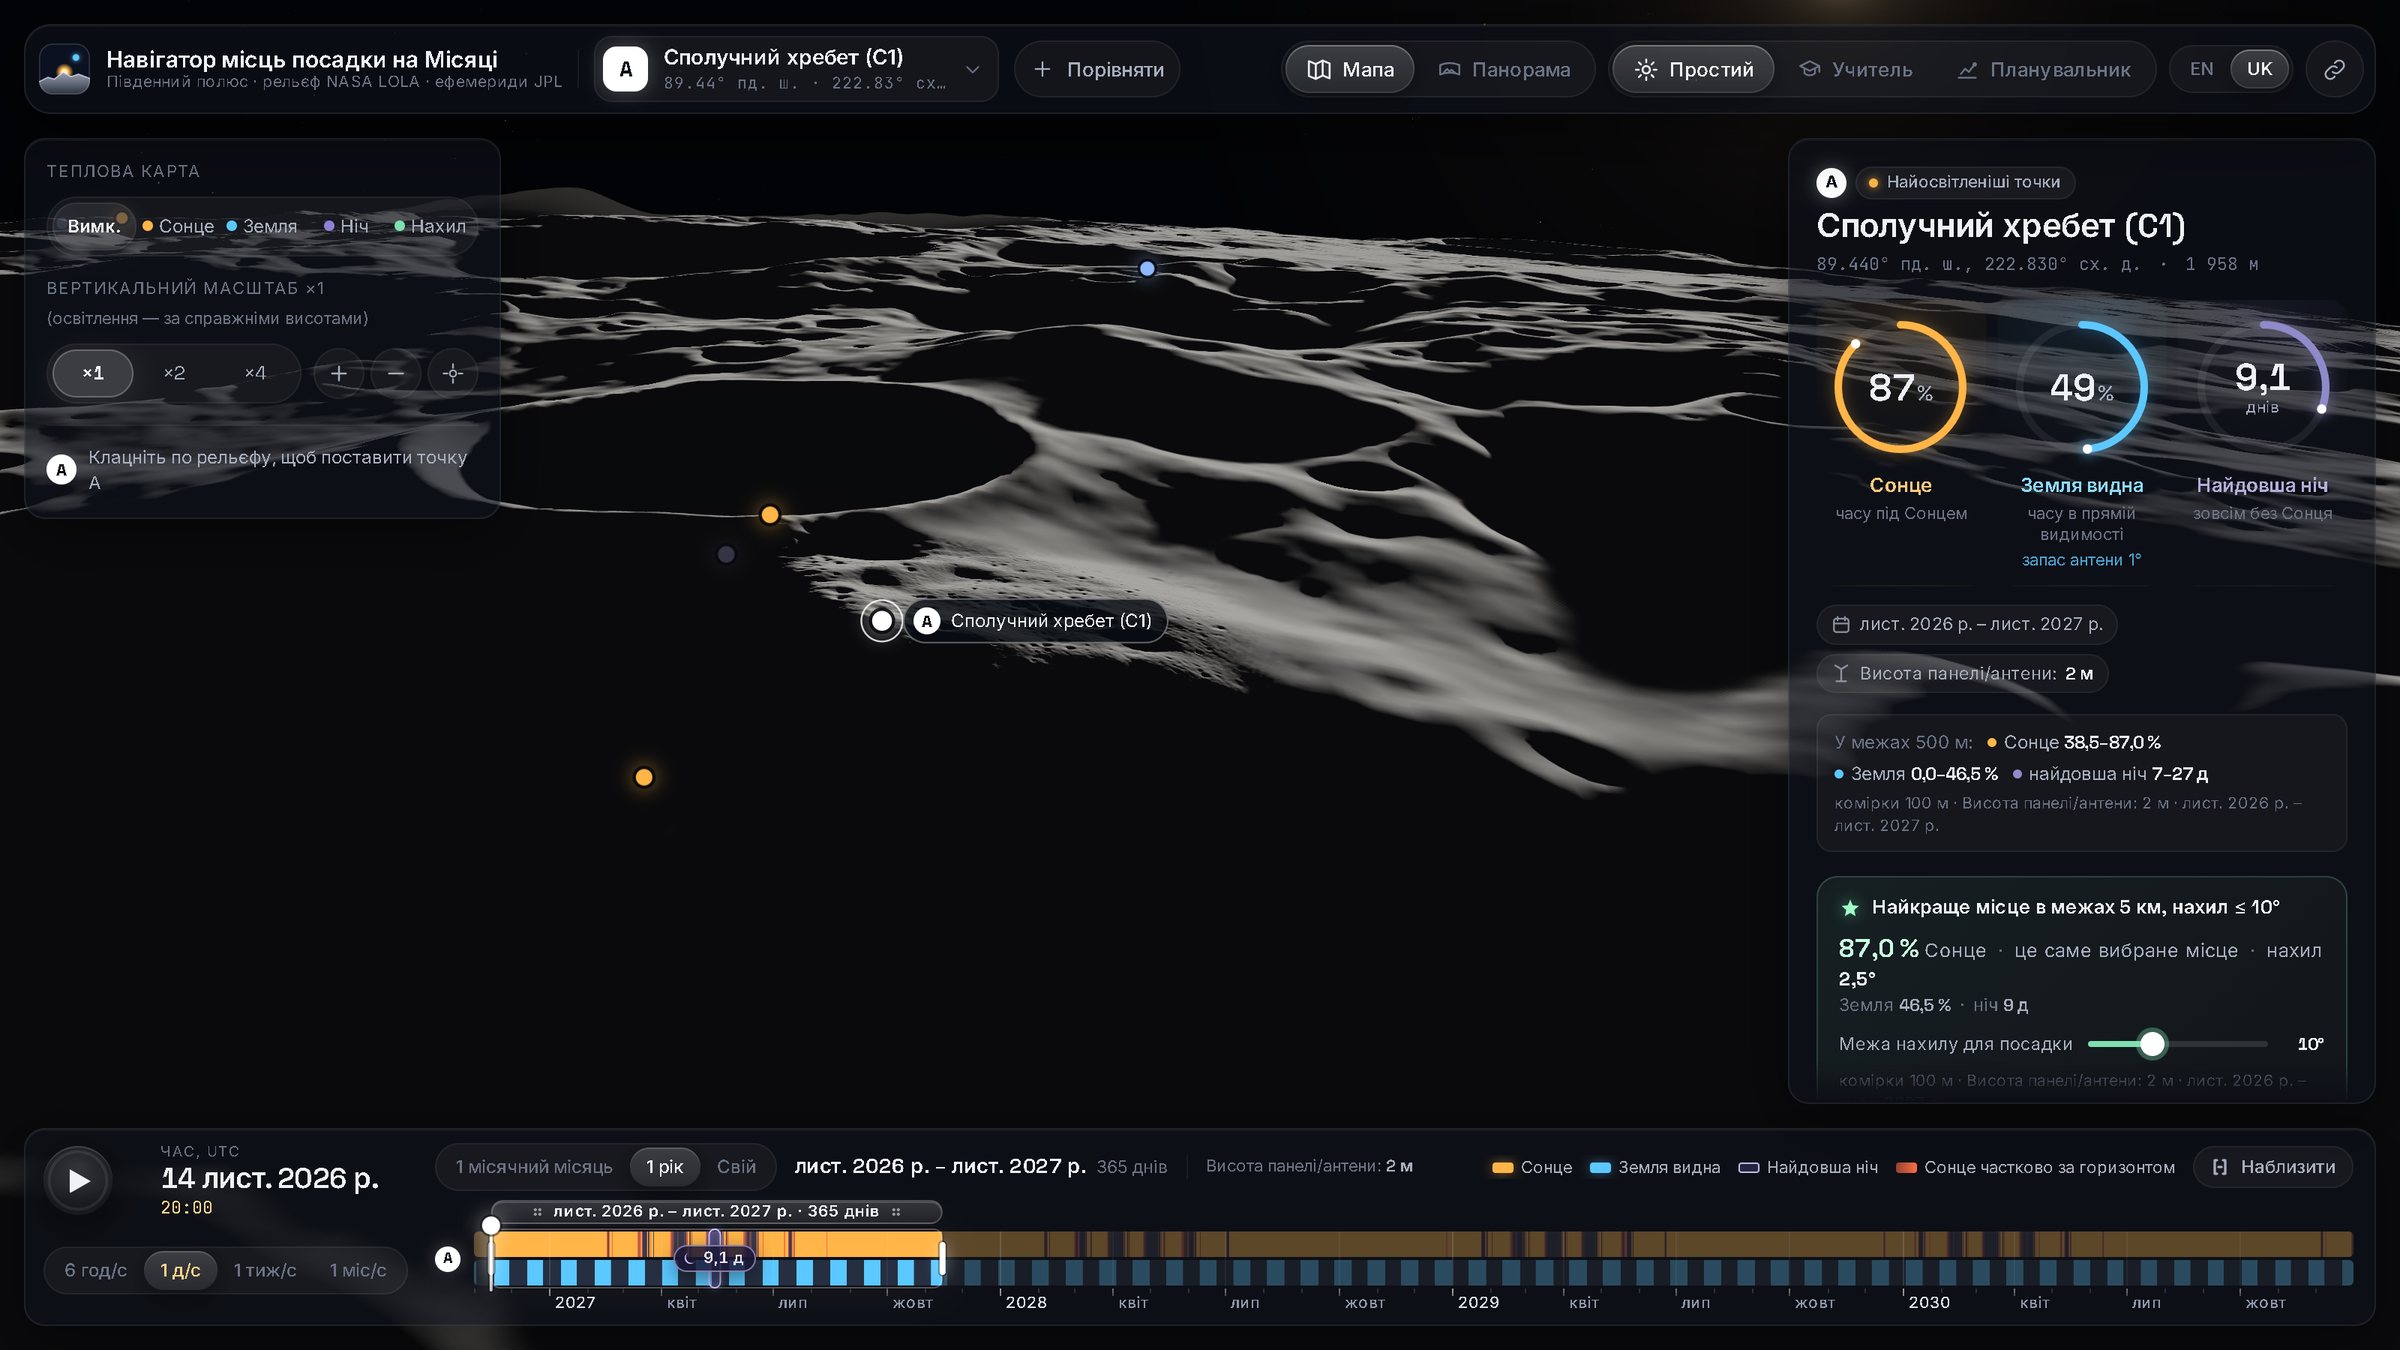 Навігатор місць посадки на Місяці
Південний полюс · рельєф NASA LOLA · ефемериди JPL
A
Сполучний хребет (C1)
89.44° пд. ш. · 222.83° сх…
Порівняти
Мапа
Панорама
Простий
Учитель
Планувальник
EN
UK
ТЕПЛОВА КАРТА
Вимк.
Сонце
Земля
Ніч
Нахил
ВЕРТИКАЛЬНИЙ МАСШТАБ ×1
(освітлення — за справжніми висотами)
×1
×2
×4
A
Клацніть по рельєфу, щоб поставити точку
A
A Сполучний хребет (C1)
A
Найосвітленіші точки
Сполучний хребет (C1)
89.440° пд. ш., 222.830° сх. д. · 1 958 м
87%
49%
9,1
днів
Сонце
часу під Сонцем
Земля видна
часу в прямій
видимості
запас антени 1°
Найдовша ніч
зовсім без Сонця
лист. 2026 р. – лист. 2027 р.
Висота панелі/антени: 2 м
У межах 500 м: Сонце 38,5–87,0 %
Земля 0,0–46,5 % найдовша ніч 7–27 д
комірки 100 м · Висота панелі/антени: 2 м · лист. 2026 р. –
лист. 2027 р.
Найкраще місце в межах 5 км, нахил ≤ 10°
87,0 % Сонце · це саме вибране місце · нахил
2,5°
Земля 46,5 % · ніч 9 д
Межа нахилу для посадки
10°
комірки 100 м · Висота панелі/антени: 2 м · лист. 2026 р. –
ЧАС, UTC
14 лист. 2026 р.
20:00
6 год/с
1 д/с
1 тиж/с
1 міс/с
1 місячний місяць
1 рік
Свій
лист. 2026 р. – лист. 2027 р. 365 днів
Висота панелі/антени: 2 м
Сонце
Земля видна
Найдовша ніч
Сонце частково за горизонтом
Наблизити
лист. 2026 р. – лист. 2027 р. · 365 днів
A
9,1 д
2027 квіт лип жовт 2028 квіт лип жовт 2029 квіт лип жовт 2030 квіт лип жовт